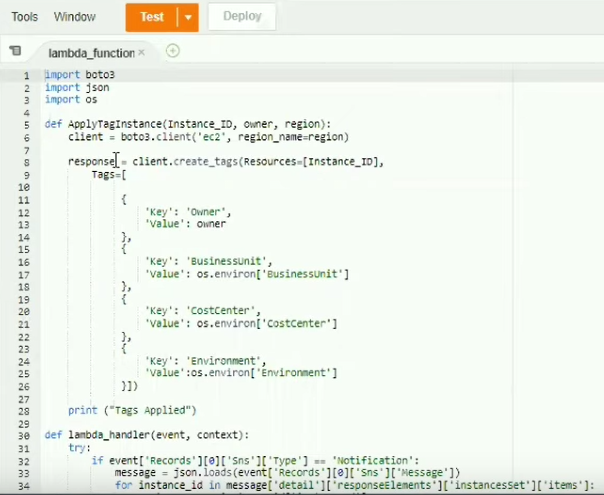 Tools Window Test Deploy
lambda_function
1 import boto3
2 import json
3 import os
4
5 def ApplyTagInstance(Instance_ID, owner, region):
6 client = boto3.client('ec2', region_name=region)
7
8 response = client.create_tags(Resources=[Instance_ID],
9 Tags=[
10
11 {
12 'Key': 'Owner',
13 'Value': owner
14 },
15 {
16 'Key': 'BusinessUnit',
17 'Value': os.environ['BusinessUnit']
18 },
19 {
20 'Key': 'CostCenter',
21 'Value': os.environ['CostCenter']
22 },
23 {
24 'Key': 'Environment',
25 'Value':os.environ['Environment']
26 }])
27
28 print ("Tags Applied")
29
30 def lambda_handler(event, context):
31 try:
32 if event['Records'][0]['Sns']['Type'] == 'Notification':
33 message = json.loads(event['Records'][0]['Sns']['Message'])
34 for instance_id in message['detail']['responseElements']['instancesSet']['items']: